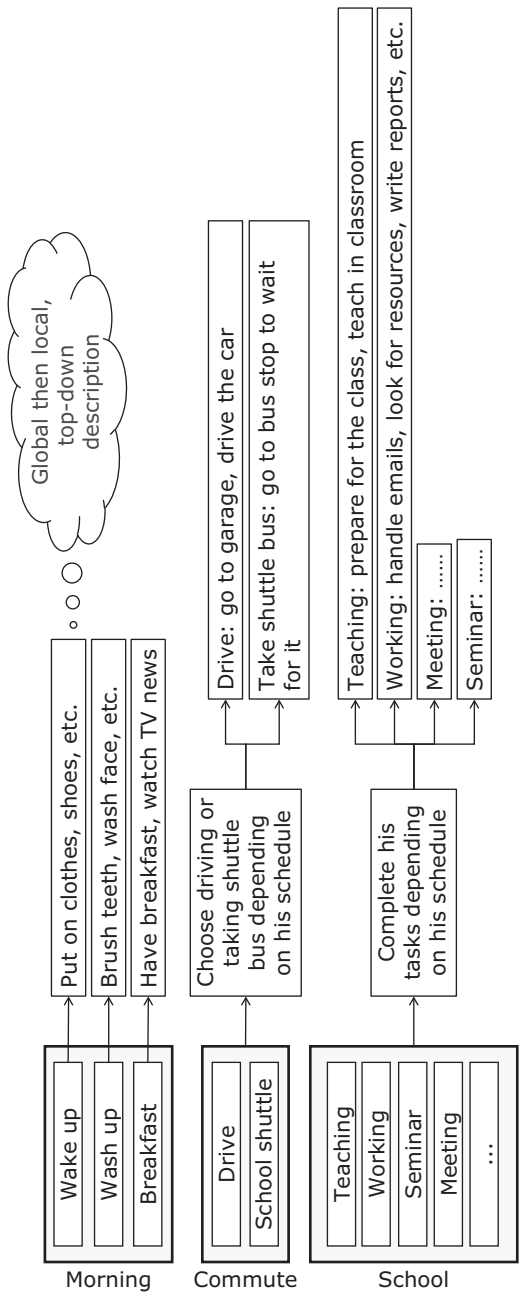 Morning
Wake up
Wash up
Breakfast
Put on clothes, shoes, etc.
Brush teeth, wash face, etc.
Have breakfast, watch TV news
Global then local,
top-down
description
Commute
Drive
School shuttle
Choose driving or
taking shuttle
bus depending
on his schedule
Drive: go to garage, drive the car
Take shuttle bus: go to bus stop to wait
for it
School
Teaching
Working
Seminar
Meeting
...
Complete his
tasks depending
on his schedule
Teaching: prepare for the class, teach in classroom
Working: handle emails, look for resources, write reports, etc.
Meeting: ......
Seminar: ......